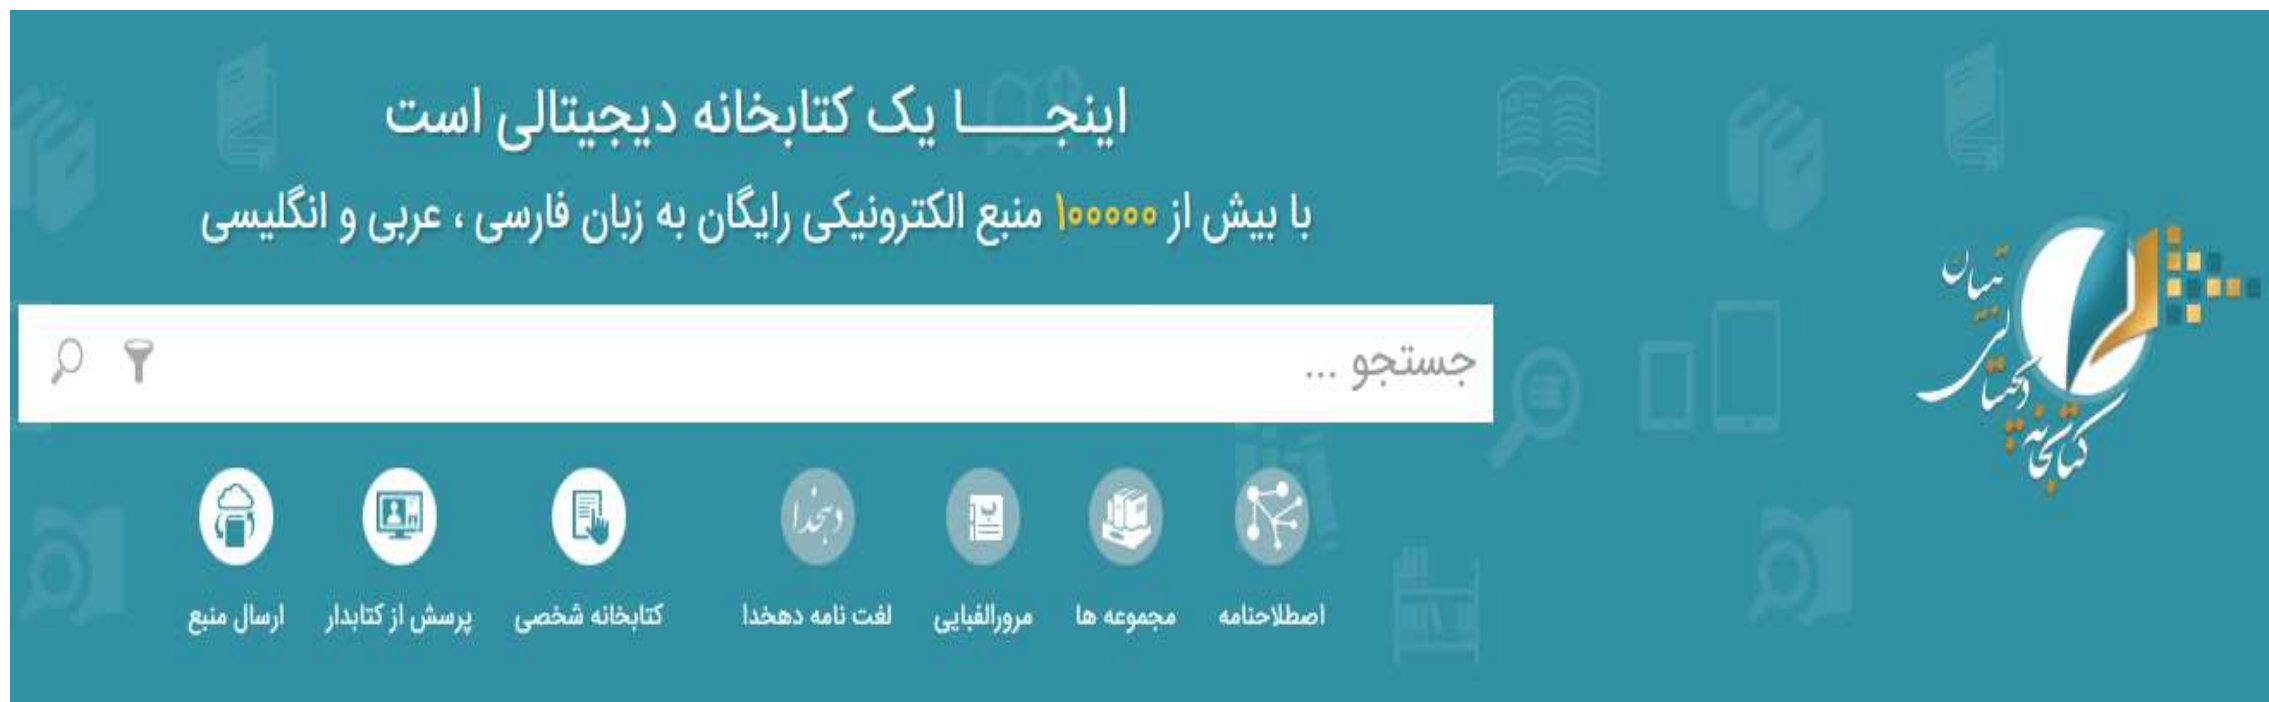 اینجـــــا یک کتابخانه دیجیتالی است
با بیش از ۱۰۰۰۰۰ منبع الکترونیکی رایگان به زبان فارسی ، عربی و انگلیسی
جستجو ...
کتابخانه دیجیتالی تبیان
دهخدا
اصطلاحنامه
مجموعه ها
مرورالفبایی
لغت نامه دهخدا
کتابخانه شخصی
پرسش از کتابدار
ارسال منبع